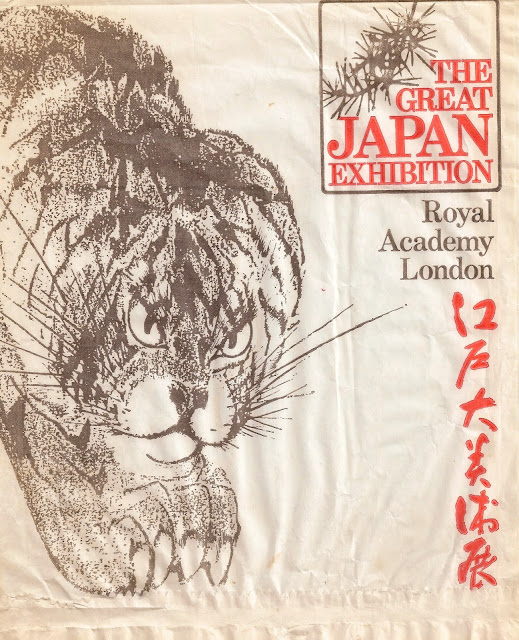 THE
GREAT
JAPAN
EXHIBITION
Royal
Academy
London
江戸大美術展